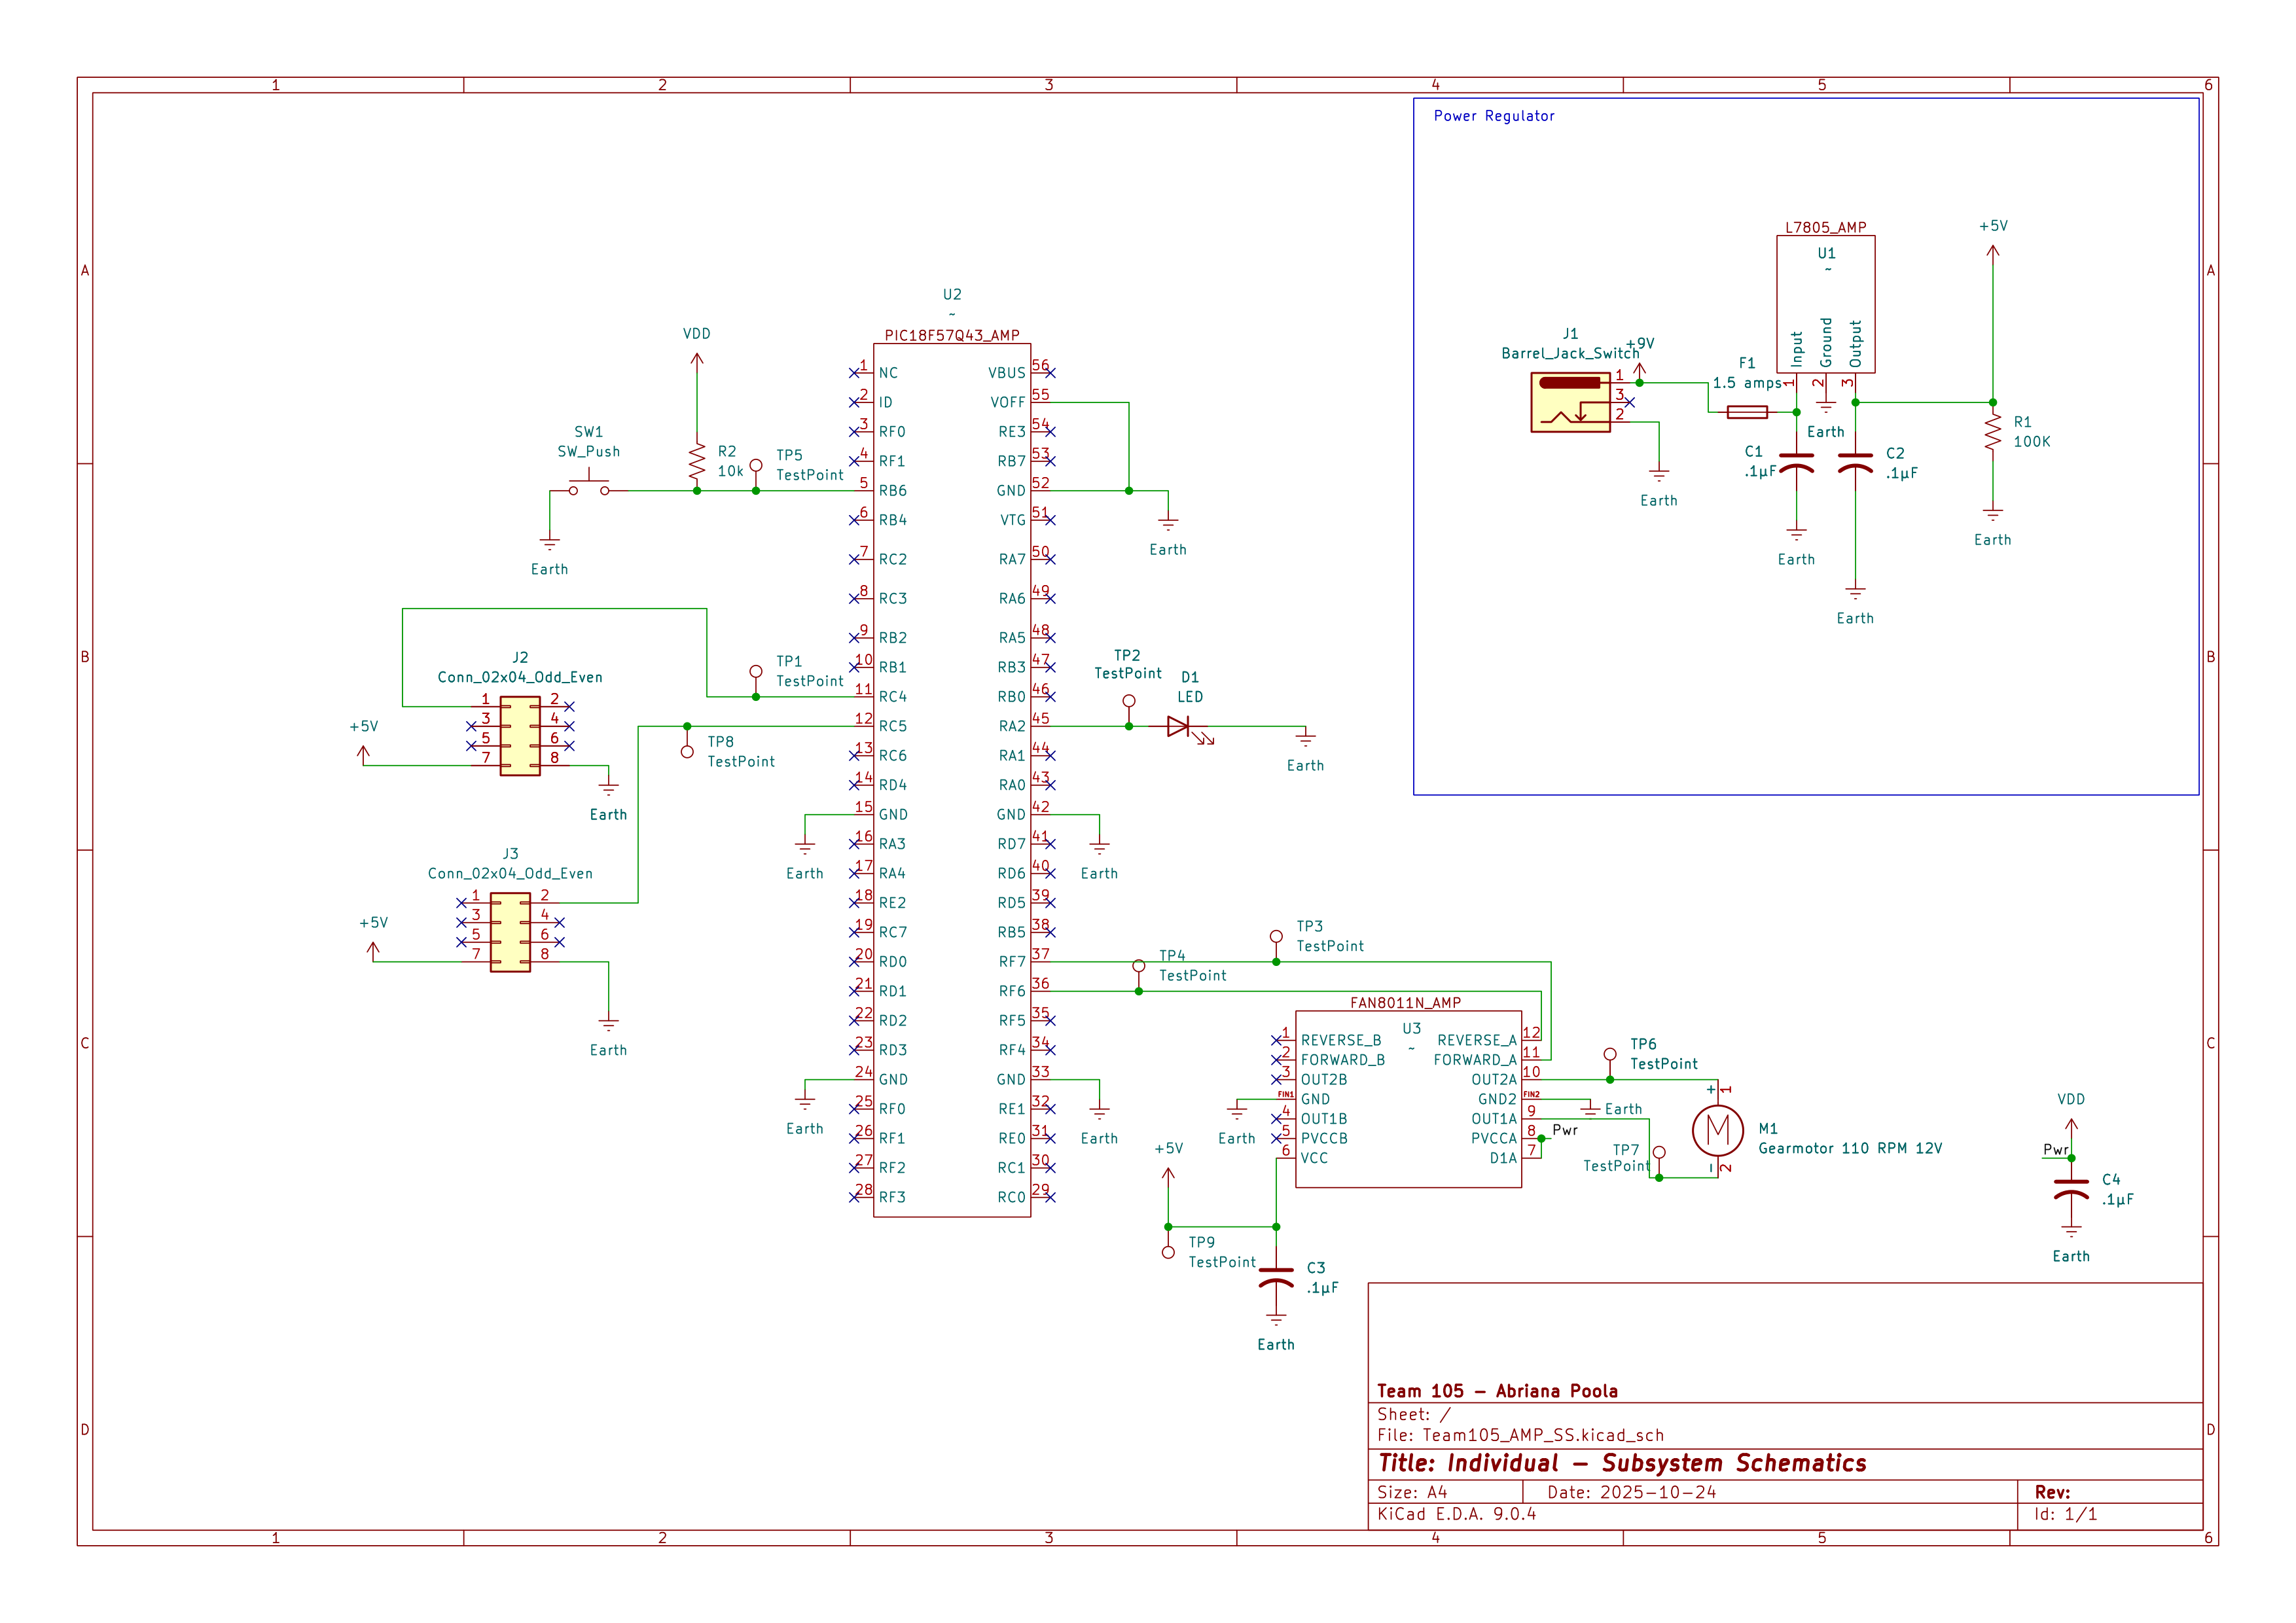 1 2 3 4 5 6
A
B
C
D
A
B
C
D
1 2 3 4 5 6
Power Regulator
L7805_AMP
U1
~
Input
Ground
Output
1
2
3
+5V
J1
Barrel_Jack_Switch
+9V
1
3
2
F1
1.5 amps
Earth
C1
.1µF
C2
.1µF
R1
100K
Earth
Earth
Earth
Earth
U2
~
PIC18F57Q43_AMP
1 NC VBUS 56
2 ID VOFF 55
3 RF0 RE3 54
4 RF1 RB7 53
5 RB6 GND 52
6 RB4 VTG 51
7 RC2 RA7 50
8 RC3 RA6 49
9 RB2 RA5 48
10 RB1 RB3 47
11 RC4 RB0 46
12 RC5 RA2 45
13 RC6 RA1 44
14 RD4 RA0 43
15 GND GND 42
16 RA3 RD7 41
17 RA4 RD6 40
18 RE2 RD5 39
19 RC7 RB5 38
20 RD0 RF7 37
21 RD1 RF6 36
22 RD2 RF5 35
23 RD3 RF4 34
24 GND GND 33
25 RF0 RE1 32
26 RF1 RE0 31
27 RF2 RC1 30
28 RF3 RC0 29
VDD
SW1
SW_Push
R2
10k
TP5
TestPoint
Earth
Earth
TP1
TestPoint
J2
Conn_02x04_Odd_Even
1 2
3 4
5 6
7 8
+5V
Earth
TP8
TestPoint
J3
Conn_02x04_Odd_Even
1 2
3 4
5 6
7 8
+5V
Earth
Earth
Earth
TP2
TestPoint
D1
LED
Earth
Earth
Earth
TP3
TestPoint
TP4
TestPoint
FAN8011N_AMP
U3
~
1 REVERSE_B REVERSE_A 12
2 FORWARD_B FORWARD_A 11
3 OUT2B OUT2A 10
FIN1 GND GND2 FIN2
4 OUT1B OUT1A 9
5 PVCCB PVCCA 8
6 VCC D1A 7
Earth
Earth
Pwr
TP6
TestPoint
TP7
TestPoint
+ 1
M
- 2
M1
Gearmotor 110 RPM 12V
+5V
TP9
TestPoint
C3
.1µF
Earth
VDD
Pwr
C4
.1µF
Earth
Team 105 – Abriana Poola
Sheet: /
File: Team105_AMP_SS.kicad_sch
Title: Individual – Subsystem Schematics
Size: A4 Date: 2025-10-24 Rev:
KiCad E.D.A. 9.0.4 Id: 1/1